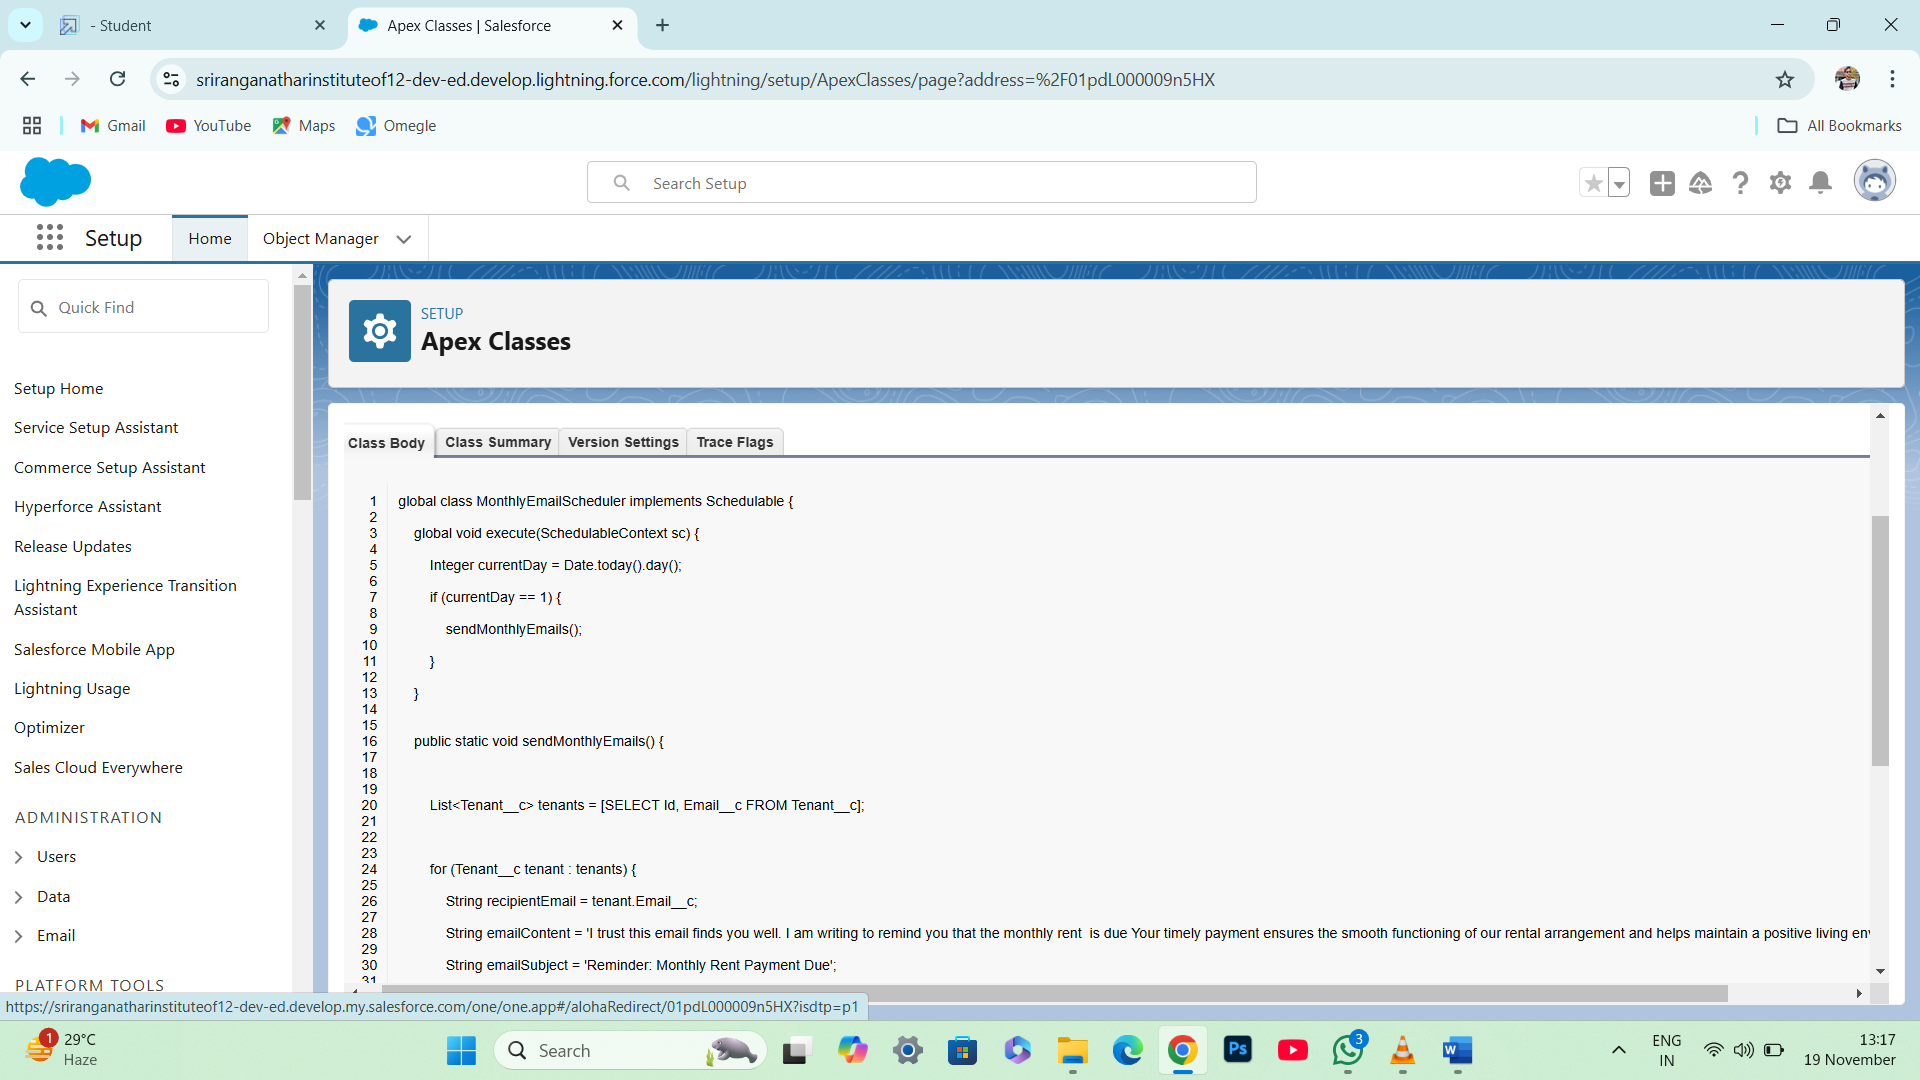 - Student
Apex Classes | Salesforce
sriranganatharinstituteof12-dev-ed.develop.lightning.force.com/lightning/setup/ApexClasses/page?address=%2F01pdL000009n5HX
Gmail
YouTube
Maps
Omegle
All Bookmarks
Search Setup
Setup
Home
Object Manager
Quick Find
Setup Home
Service Setup Assistant
Commerce Setup Assistant
Hyperforce Assistant
Release Updates
Lightning Experience Transition
Assistant
Salesforce Mobile App
Lightning Usage
Optimizer
Sales Cloud Everywhere
ADMINISTRATION
Users
Data
Email
PLATFORM TOOLS
SETUP
Apex Classes
Class Body
Class Summary
Version Settings
Trace Flags
1 global class MonthlyEmailScheduler implements Schedulable {
2
3 global void execute(SchedulableContext sc) {
4
5 Integer currentDay = Date.today().day();
6
7 if (currentDay == 1) {
8
9 sendMonthlyEmails();
10
11 }
12
13 }
14
15
16 public static void sendMonthlyEmails() {
17
18
19
20 List<Tenant__c> tenants = [SELECT Id, Email__c FROM Tenant__c];
21
22
23
24 for (Tenant__c tenant : tenants) {
25
26 String recipientEmail = tenant.Email__c;
27
28 String emailContent = 'I trust this email finds you well. I am writing to remind you that the monthly rent  is due Your timely payment ensures the smooth functioning of our rental arrangement and helps maintain a positive living
29
30 String emailSubject = 'Reminder: Monthly Rent Payment Due';
31
https://sriranganatharinstituteof12-dev-ed.develop.my.salesforce.com/one/one.app#/alohaRedirect/01pdL000009n5HX?isdtp=p1
1
29°C
Haze
Search
Ps
3
W
ENG
IN
13:17
19 November